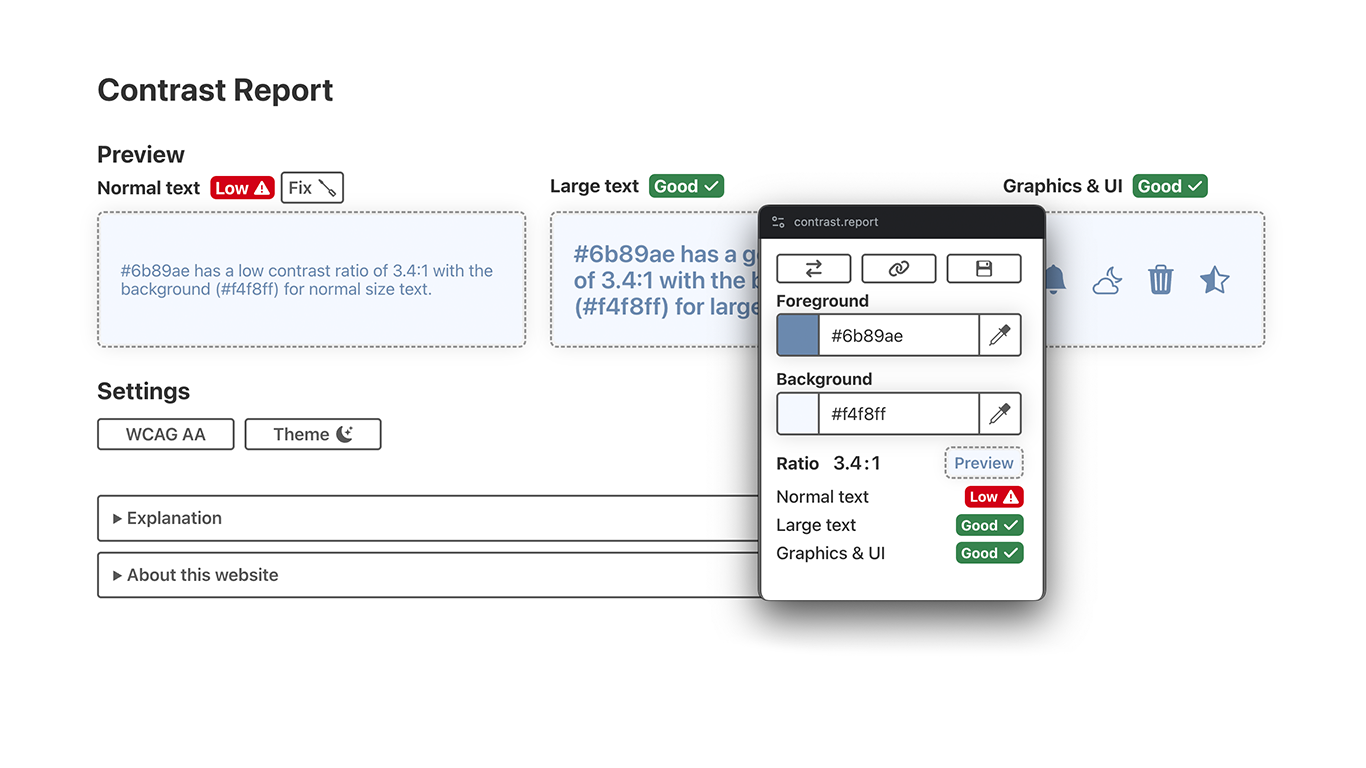 Contrast Report
Preview
Normal text Low Fix
#6b89ae has a low contrast ratio of 3.4:1 with the
background (#f4f8ff) for normal size text.
Large text Good
#6b89ae has a
of 3.4:1 with the
(#f4f8ff) for large
Graphics & UI Good
Settings
WCAG AA
Theme
Explanation
About this website
contrast.report
Foreground
#6b89ae
Background
#f4f8ff
Ratio 3.4:1 Preview
Normal text Low
Large text Good
Graphics & UI Good